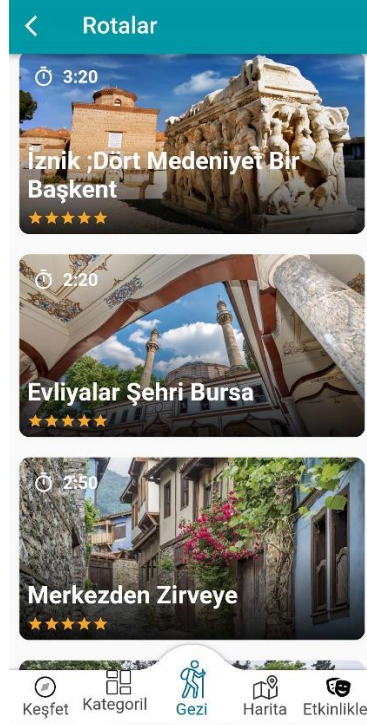 Rotalar
3:20
İznik ;Dört Medeniyet Bir
Başkent
2:20
Evliyalar Şehri Bursa
2:50
Merkezden Zirveye
Keşfet
Kategoril
Gezi
Harita
Etkinlikle